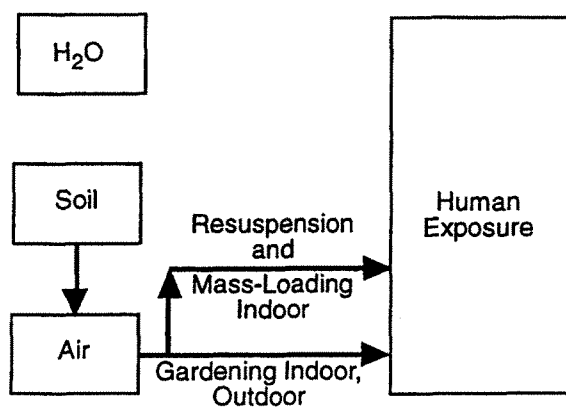 H₂O
Soil
Air
Resuspension
and
Mass-Loading
Indoor
Gardening Indoor,
Outdoor
Human
Exposure